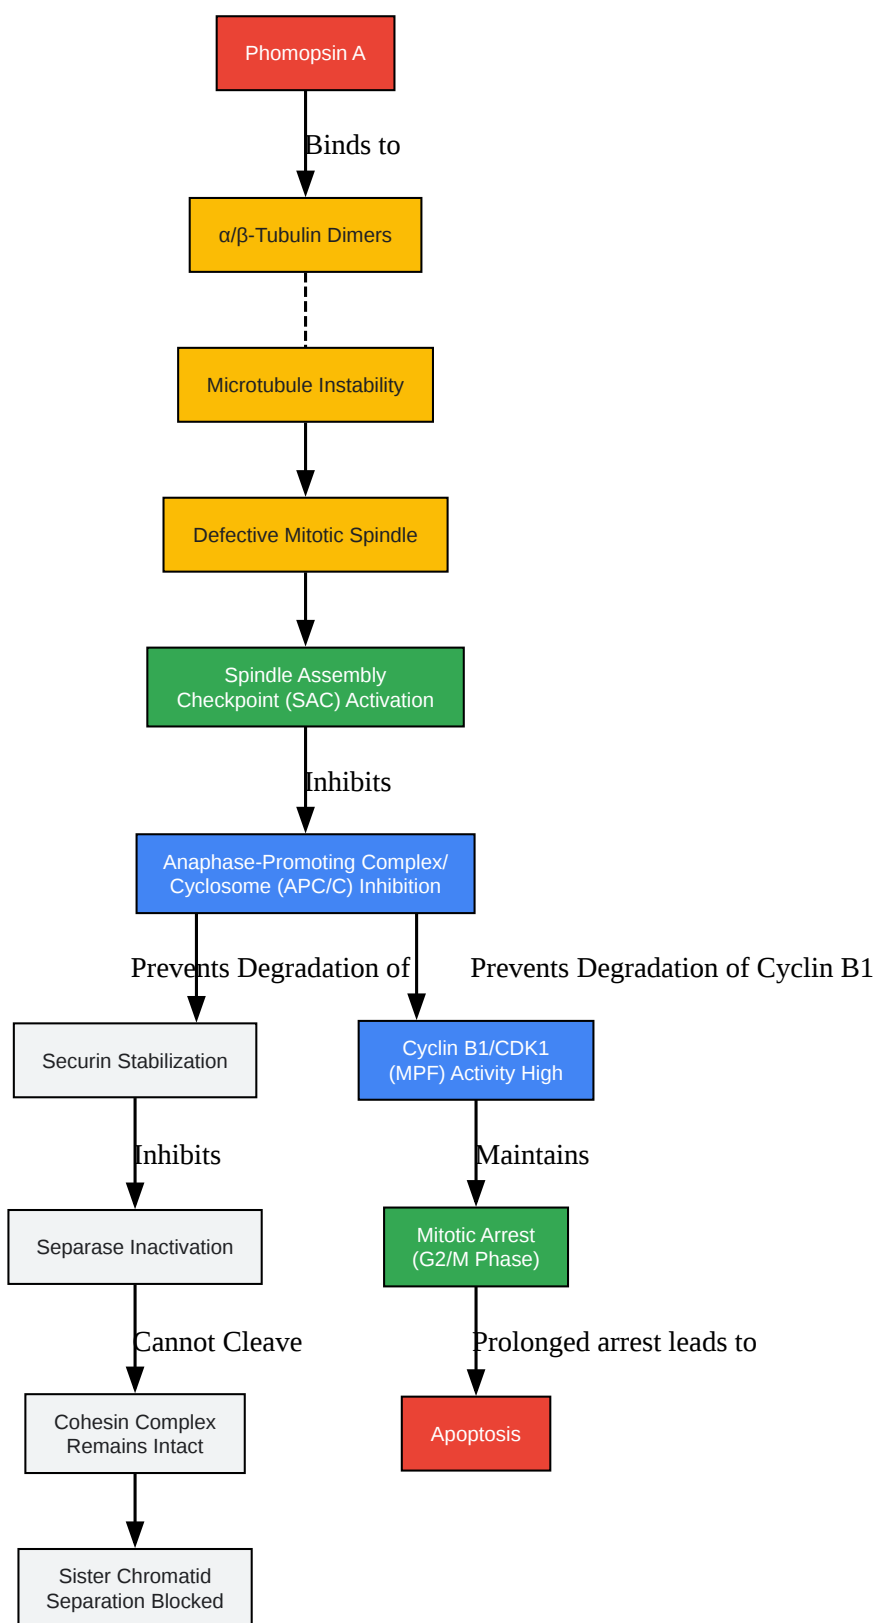 Phomopsin A
Binds to
α/β-Tubulin Dimers
Microtubule Instability
Defective Mitotic Spindle
Spindle Assembly
Checkpoint (SAC) Activation
Inhibits
Anaphase-Promoting Complex/
Cyclosome (APC/C) Inhibition
Prevents Degradation of
Prevents Degradation of Cyclin B1
Securin Stabilization
Cyclin B1/CDK1
(MPF) Activity High
Inhibits
Maintains
Separase Inactivation
Mitotic Arrest
(G2/M Phase)
Cannot Cleave
Prolonged arrest leads to
Cohesin Complex
Remains Intact
Apoptosis
Sister Chromatid
Separation Blocked